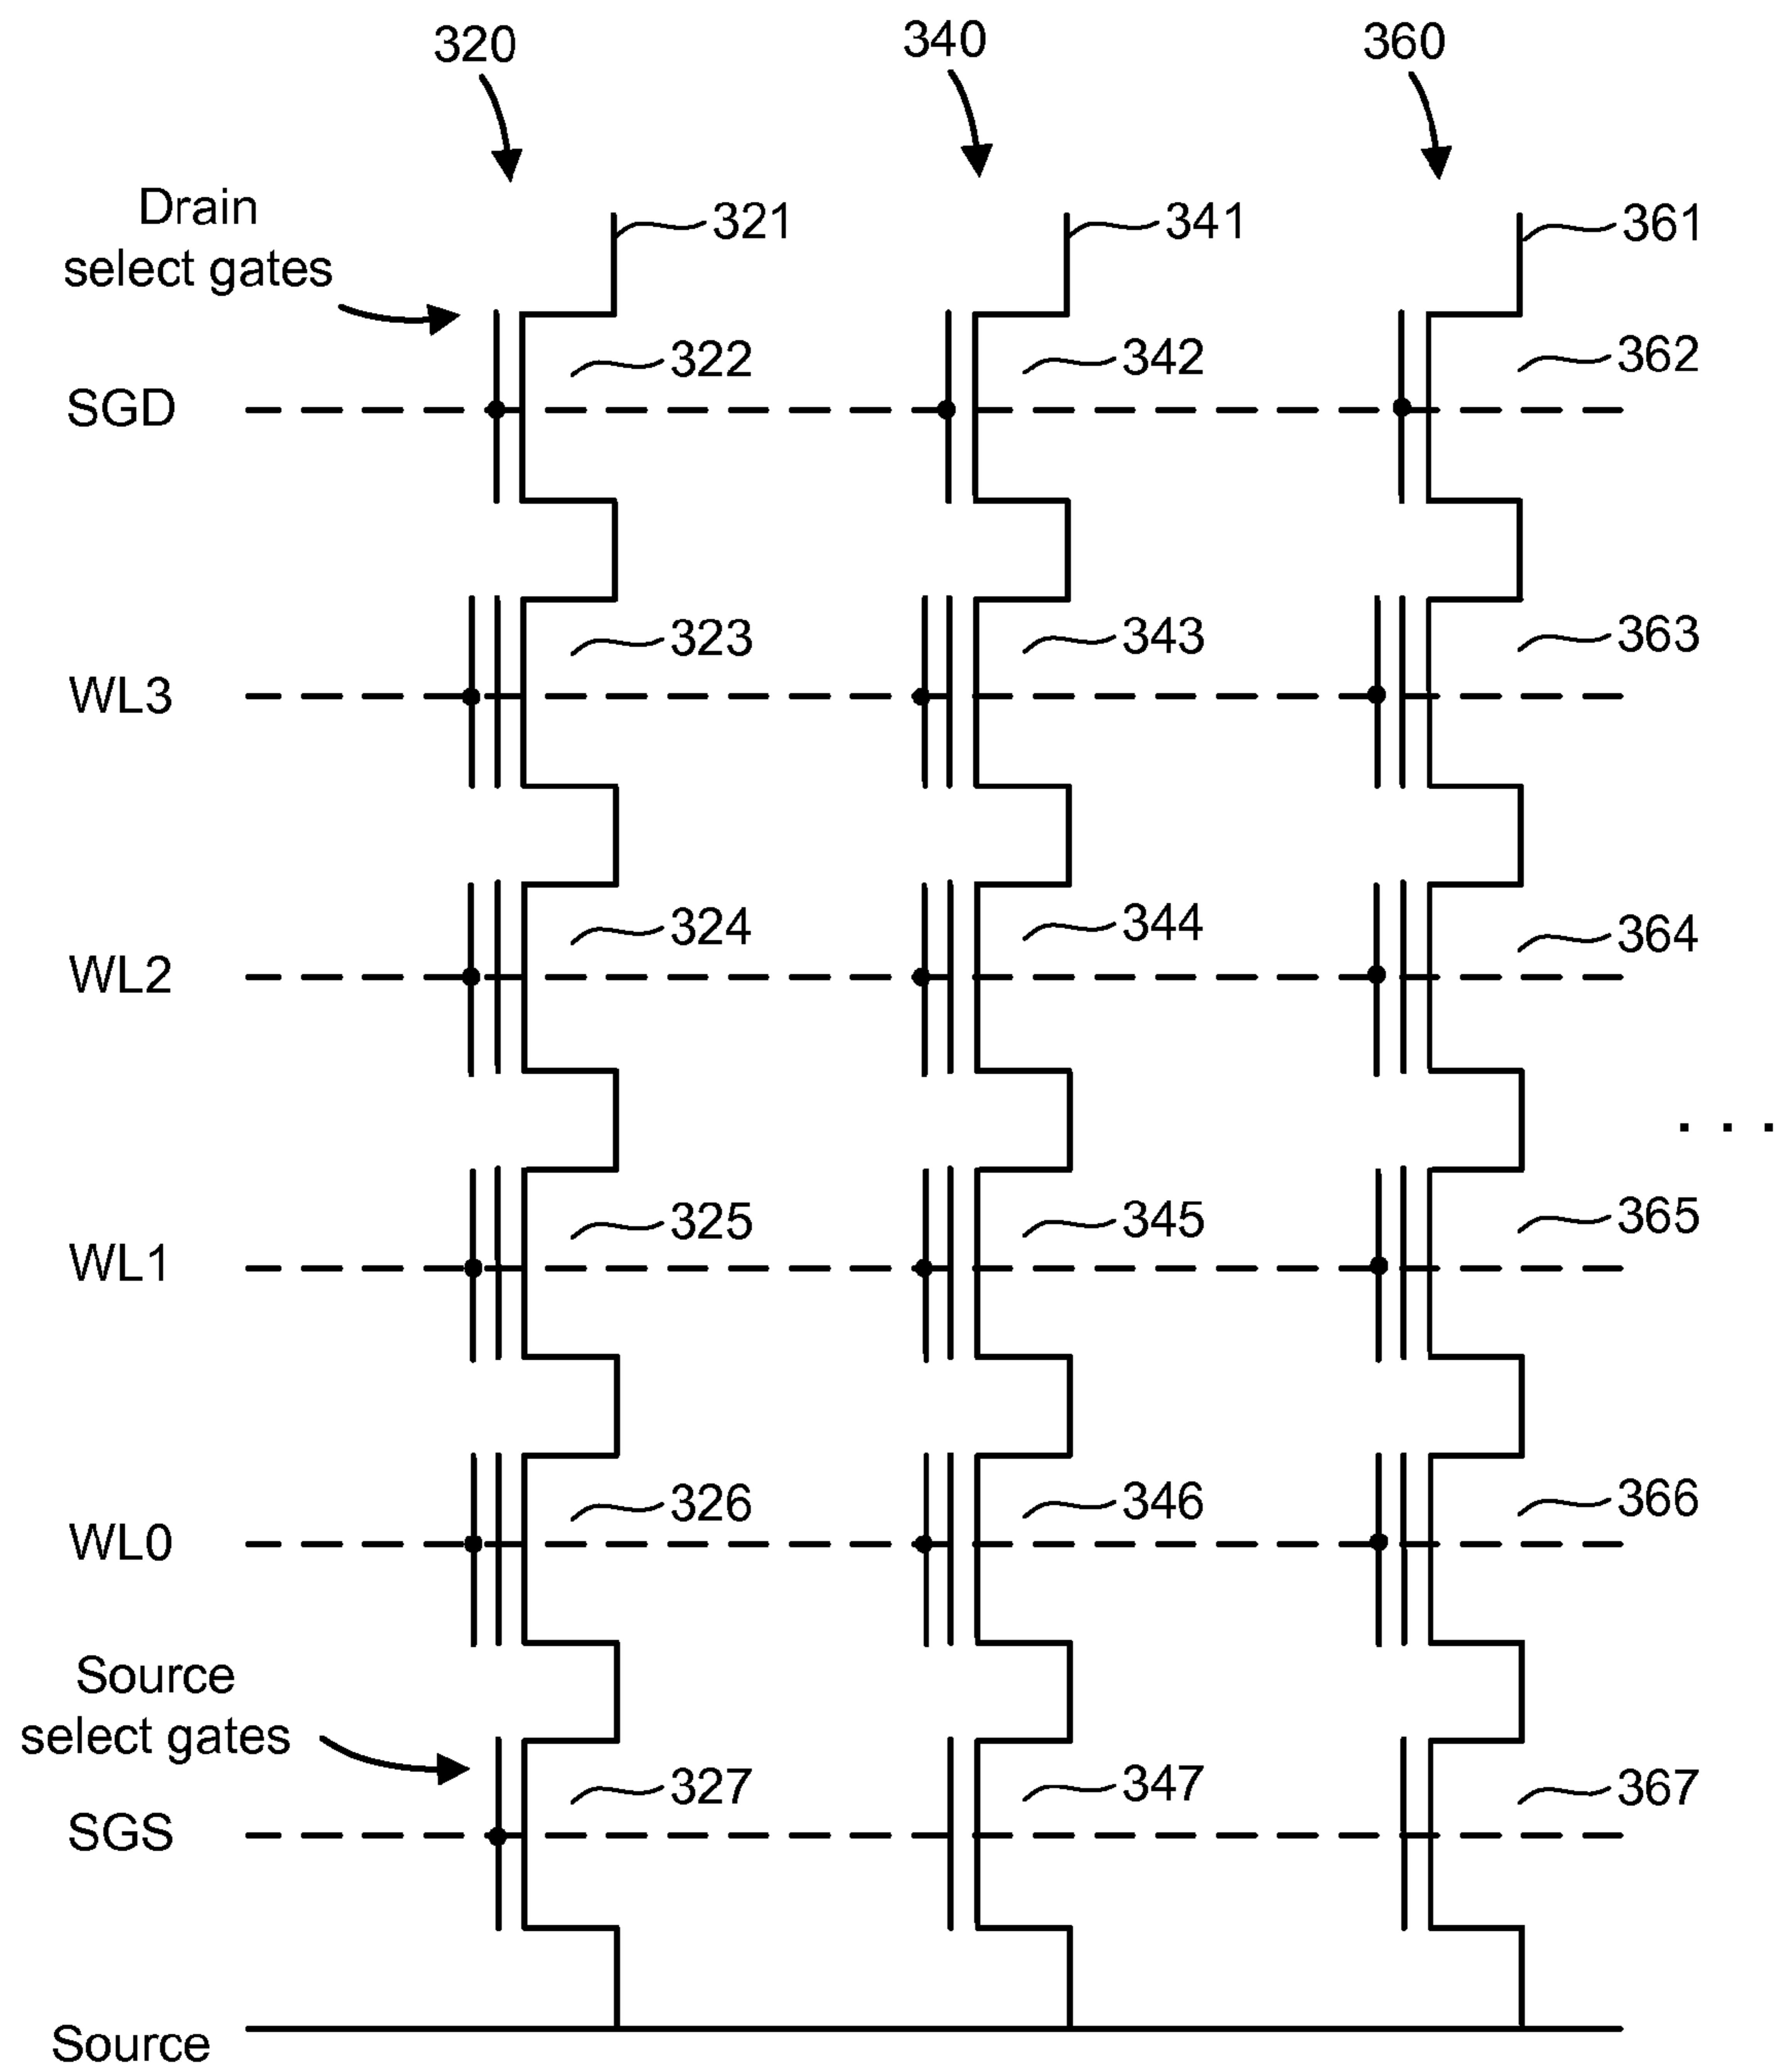 320 340 360
Drain
select gates
321 341 361
322 342 362
SGD
323 343 363
WL3
324 344 364
WL2
. . .
325 345 365
WL1
326 346 366
WL0
Source
select gates
327 347 367
SGS
Source